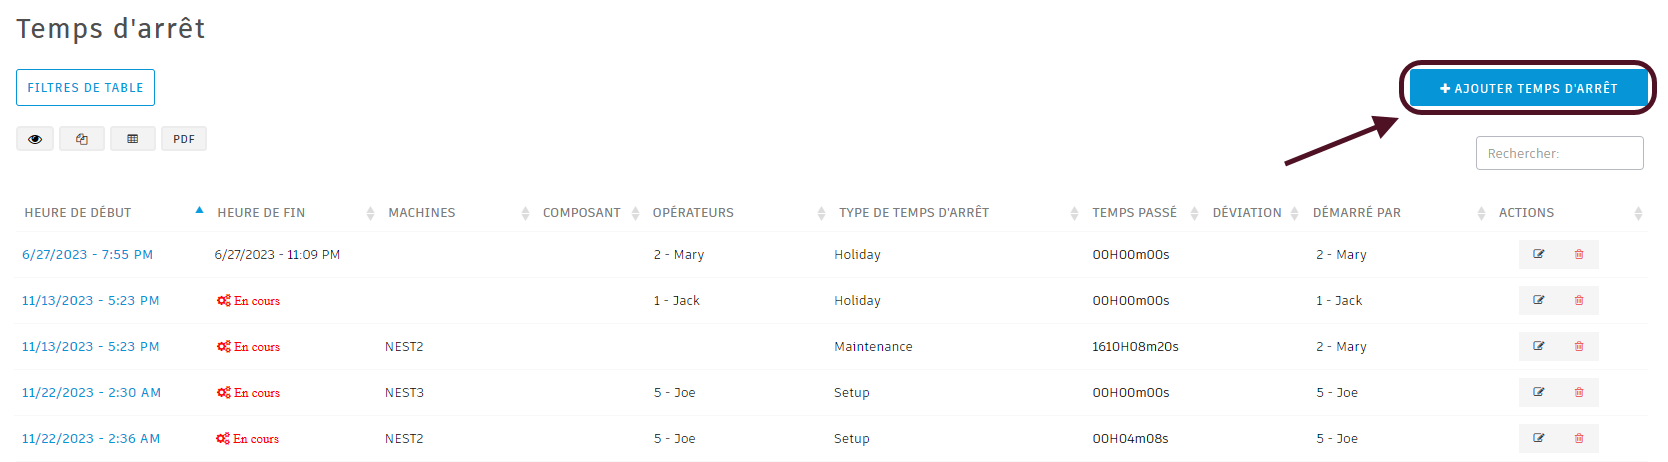 Temps d'arrêt
FILTRES DE TABLE
+ AJOUTER TEMPS D'ARRÊT
PDF
Rechercher:
HEURE DE DÉBUT HEURE DE FIN MACHINES COMPOSANT OPÉRATEURS TYPE DE TEMPS D'ARRÊT TEMPS PASSÉ DÉVIATION DÉMARRÉ PAR ACTIONS
6/27/2023 - 7:55 PM 6/27/2023 - 11:09 PM 2 - Mary Holiday 00H00m00s 2 - Mary
11/13/2023 - 5:23 PM En cours 1 - Jack Holiday 00H00m00s 1 - Jack
11/13/2023 - 5:23 PM En cours NEST2 Maintenance 1610H08m20s 2 - Mary
11/22/2023 - 2:30 AM En cours NEST3 5 - Joe Setup 00H00m00s 5 - Joe
11/22/2023 - 2:36 AM En cours NEST2 5 - Joe Setup 00H04m08s 5 - Joe